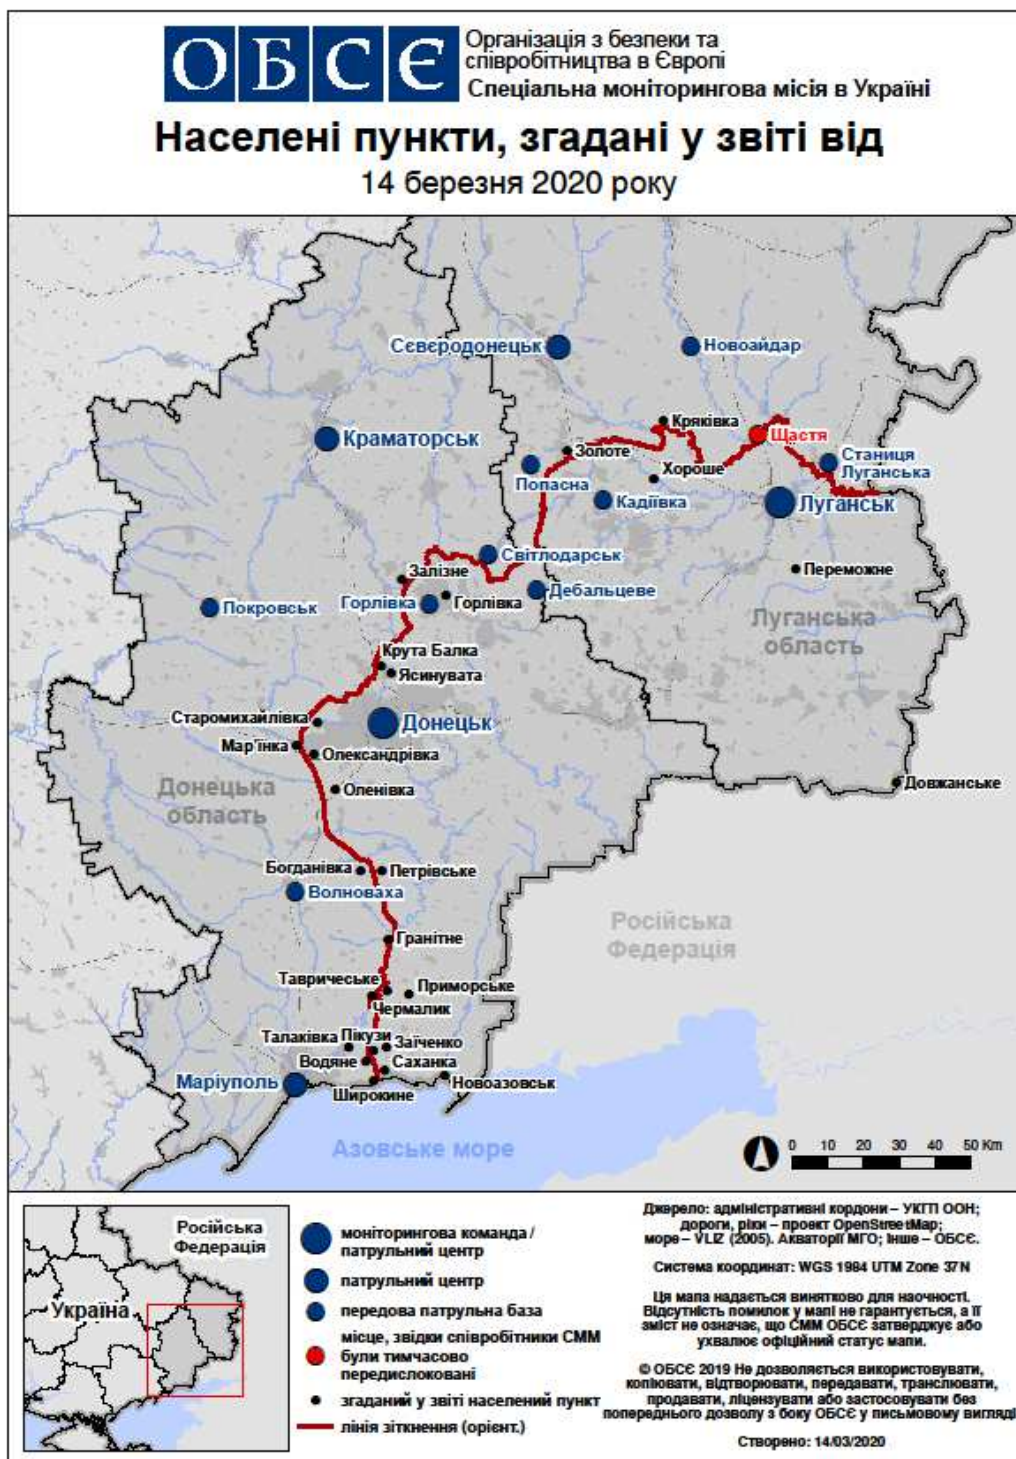 ОБСЄ
Організація з безпеки та
співробітництва в Європі
Спеціальна моніторингова місія в Україні
Населені пункти, згадані у звіті від
14 березня 2020 року
Сєвєродонецьк
Новоайдар
Кряківка
Щастя
Краматорськ
Золоте
Станиця
Луганська
Хороше
Попасна
Кадіївка
Луганськ
Світлодарськ
Залізне
Переможне
Дебальцеве
Горлівка
Горлівка
Покровськ
Луганська
область
Крута Балка
Ясинувата
Старомихайлівка
Донецьк
Мар'їнка
Олександрівка
Донецька
область
Оленівка
Довжанське
Богданівка
Петрівське
Волноваха
Російська
Федерація
Гранітне
Тавричеське
Приморське
Чермалик
Талаківка
Пікузи
Заїченко
Водяне
Саханка
Маріуполь
Широкине
Новоазовськ
Азовське море
0 10 20 30 40 50 Km
Російська
Федерація
Україна
моніторингова команда /
патрульний центр
патрульний центр
передова патрульна база
місце, звідки співробітники СММ
були тимчасово
передислоковані
згаданий у звіті населений пункт
лінія зіткнення (орієнт.)
Джерело: адміністративні кордони – УКГП ООН;
дороги, ріки – проект OpenStreetMap;
море – VLIZ (2005). Акваторії МГО; Інше – ОБСЄ.
Система координат: WGS 1984 UTM Zone 37N
Ця мапа надається винятково для наочності.
Відсутність помилок у мапі не гарантується, а її
зміст не означає, що СММ ОБСЄ затверджує або
ухвалює офіційний статус мапи.
© ОБСЄ 2019 Не дозволяється використовувати,
копіювати, відтворювати, передавати, транслювати,
продавати, ліцензувати або застосовувати без
попереднього дозволу з боку ОБСЄ у письмовому вигляді
Створено: 14/03/2020